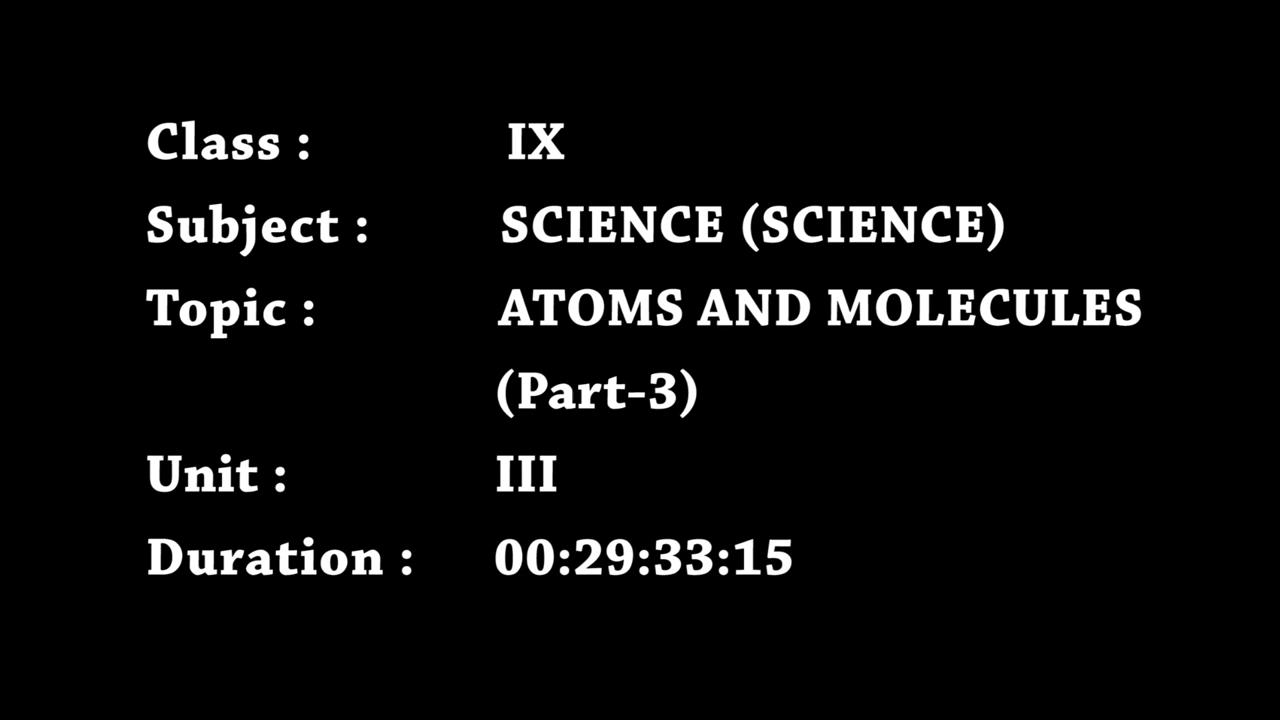 Class : IX
Subject : SCIENCE (SCIENCE)
Topic : ATOMS AND MOLECULES
(Part-3)
Unit : III
Duration : 00:29:33:15